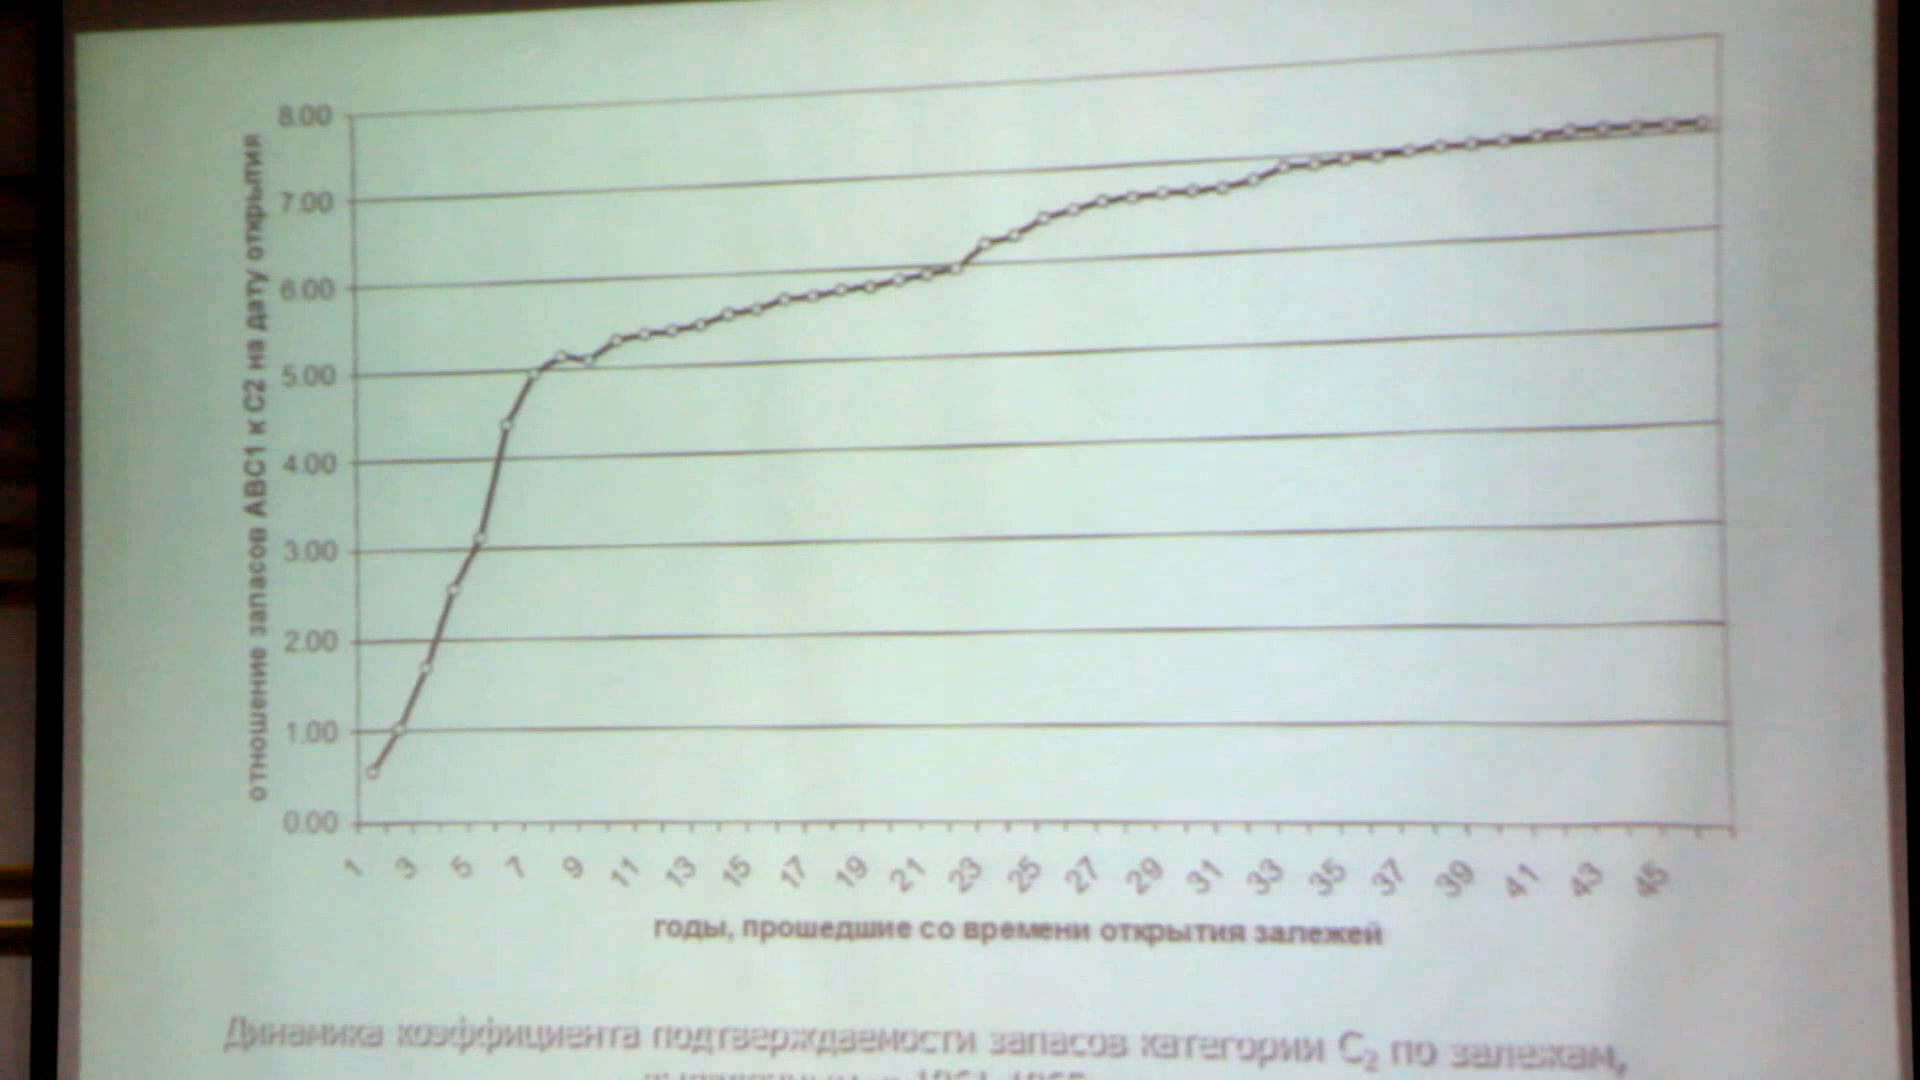 отношение запасов АВС1 к С2 на дату открытия
8.00
7.00
6.00
5.00
4.00
3.00
2.00
1.00
0.00
1 3 5 7 9 11 13 15 17 19 21 23 25 27 29 31 33 35 37 39 41 43 45
годы, прошедшие со времени открытия залежей
Динамика коэффициента подтверждаемости запасов категории С₂ по залежам,